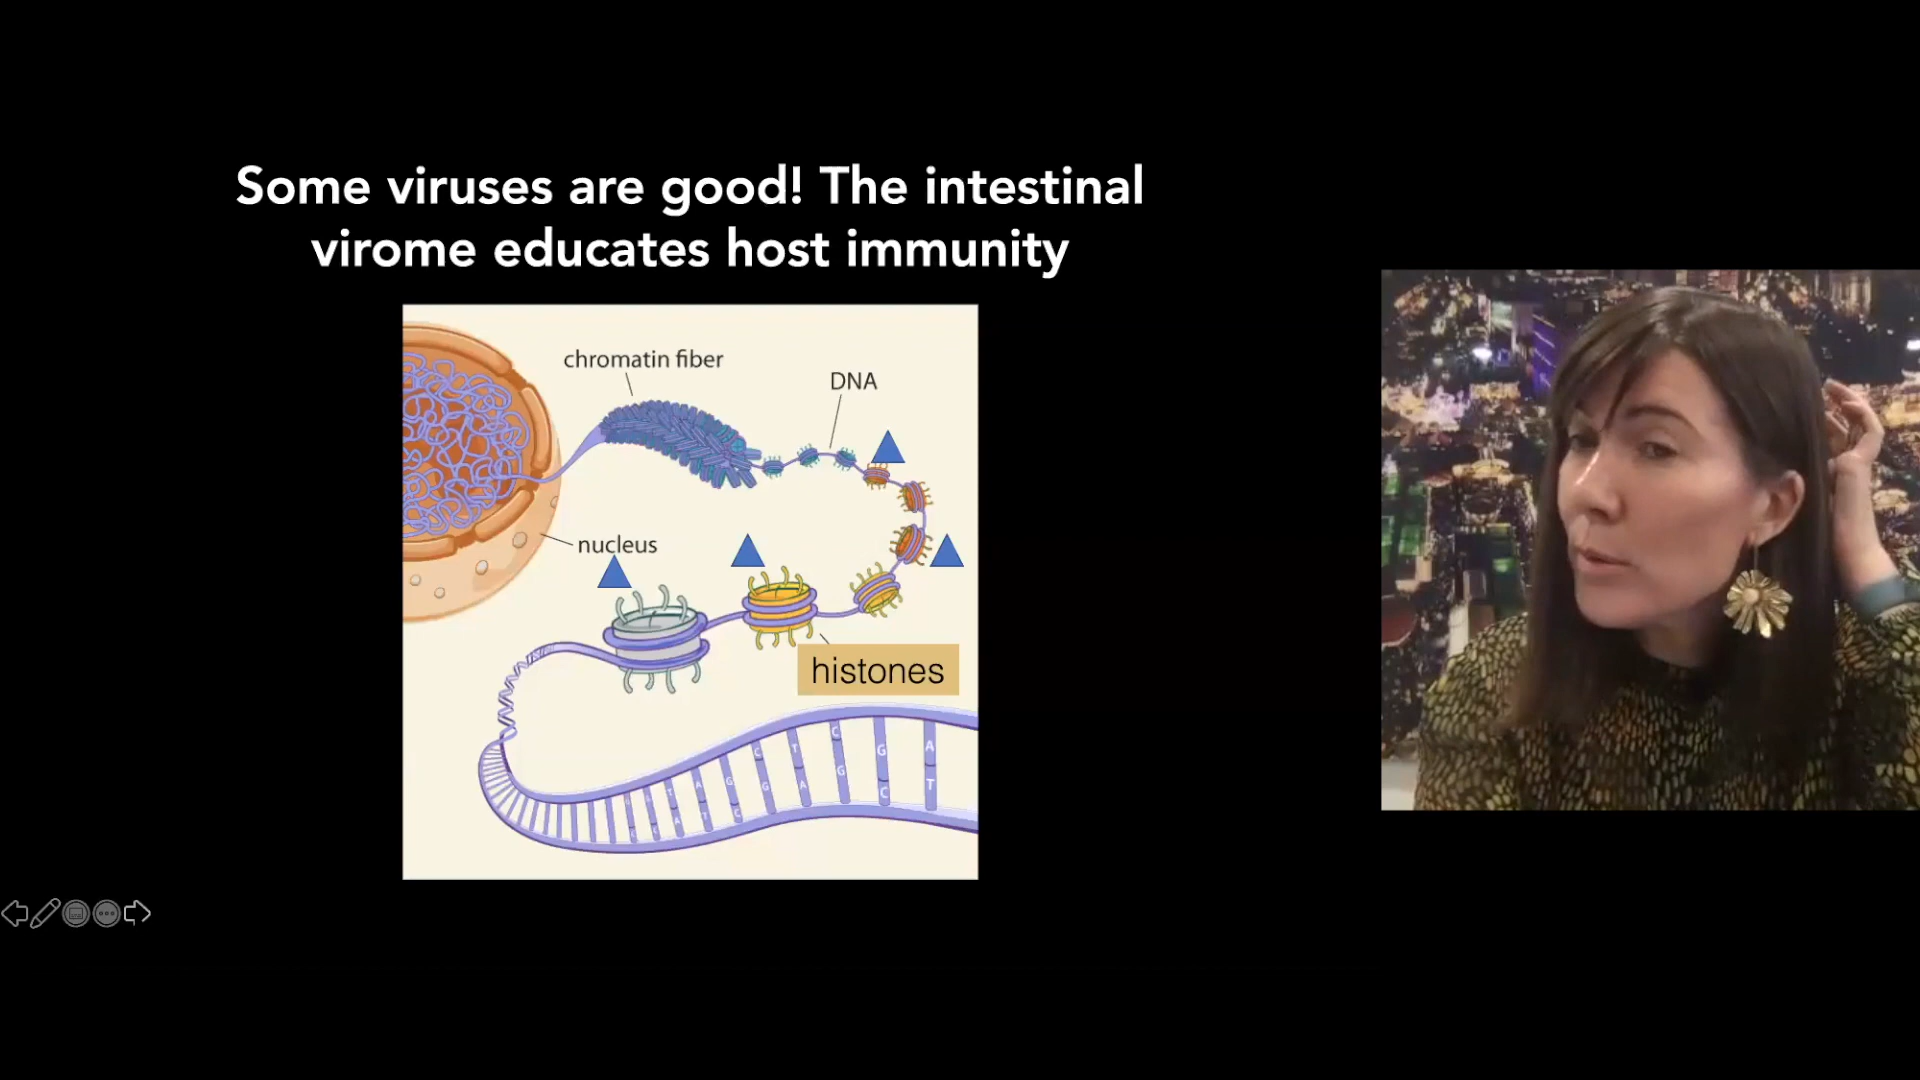 Some viruses are good! The intestinal
virome educates host immunity
chromatin fiber
DNA
nucleus
histones
C T C G A
A G G A G C T
A T C